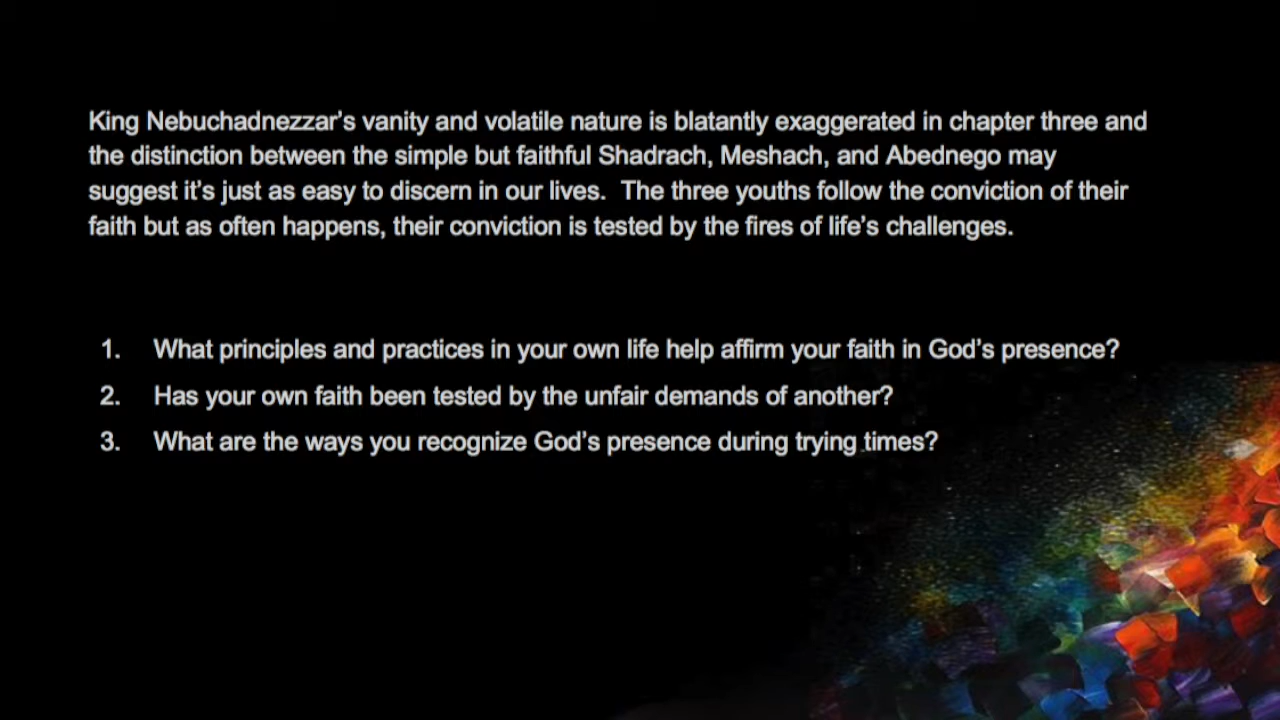 King Nebuchadnezzar’s vanity and volatile nature is blatantly exaggerated in chapter three and
the distinction between the simple but faithful Shadrach, Meshach, and Abednego may
suggest it’s just as easy to discern in our lives.  The three youths follow the conviction of their
faith but as often happens, their conviction is tested by the fires of life’s challenges.
1. What principles and practices in your own life help affirm your faith in God’s presence?
2. Has your own faith been tested by the unfair demands of another?
3. What are the ways you recognize God’s presence during trying times?